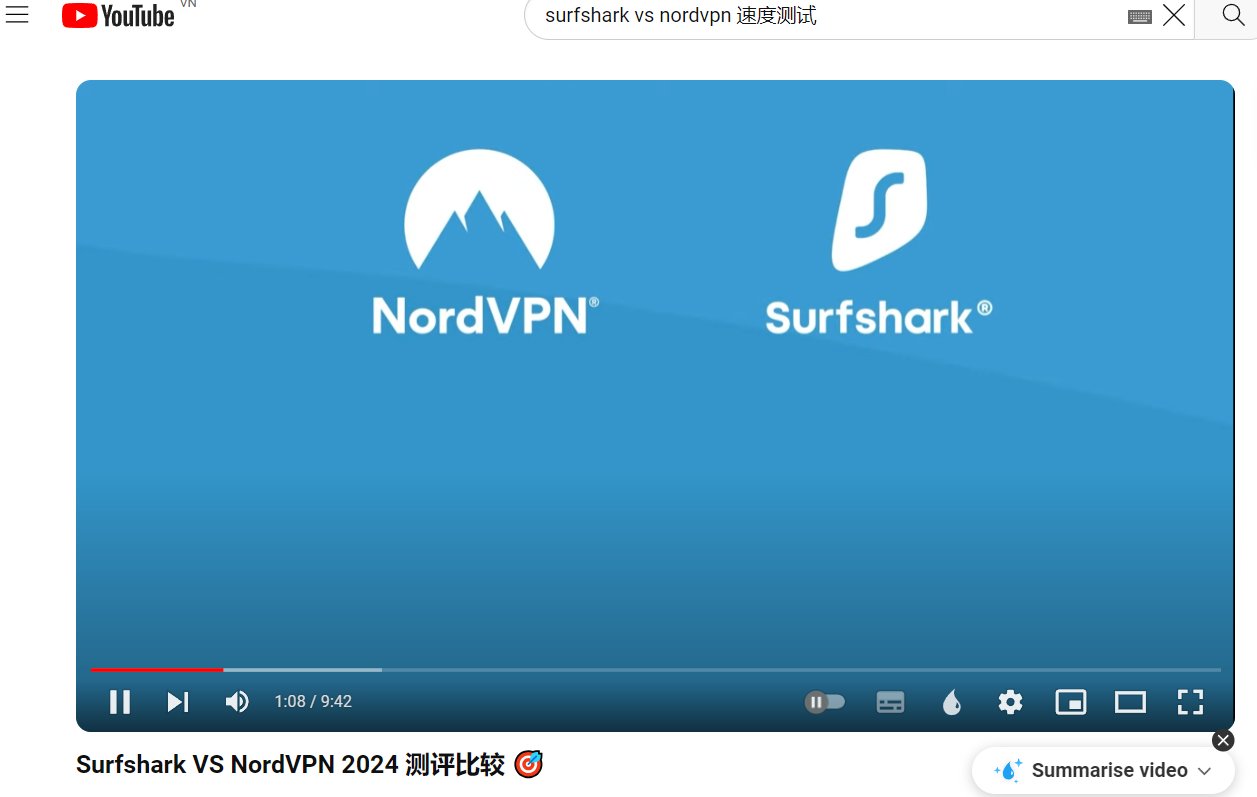 YouTube VN
surfshark vs nordvpn 速度测试
NordVPN®
Surfshark®
1:08 / 9:42
Surfshark VS NordVPN 2024 测评比较 🎯
Summarise video